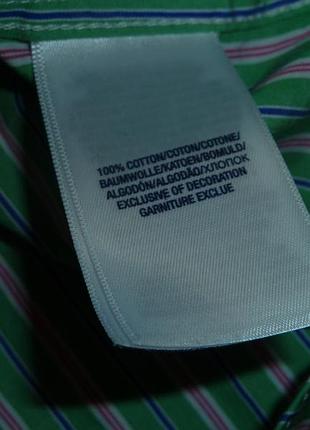 100% COTTON/COTON/COTONE/
BAUMWOLLE/KATOEN/BOMULD/
ALGODÓN/ALGODÃO/ХЛОПОК
EXCLUSIVE OF DECORATION
GARNITURE EXCLUE